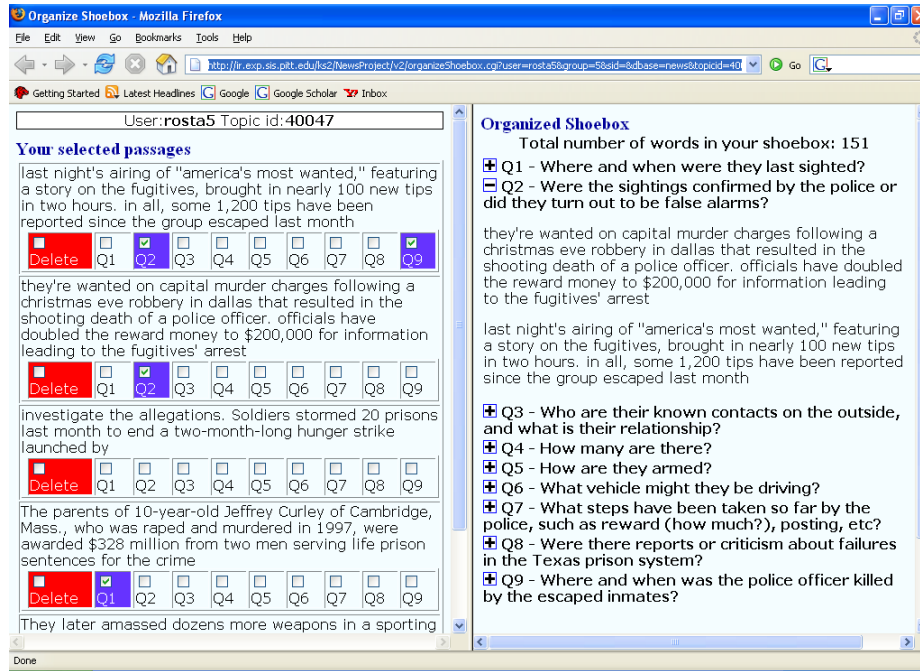 Organize Shoebox - Mozilla Firefox
File Edit View Go Bookmarks Tools Help
http://ir.exp.sis.pitt.edu/ks2/NewsProject/v2/organizeShoebox.cgi?user=rosta5&group=5&sid=&dbase=news&topicid=400
Go
Getting Started Latest Headlines Google Google Scholar Inbox
User:rosta5 Topic id:40047
Your selected passages
last night's airing of "america's most wanted," featuring
a story on the fugitives, brought in nearly 100 new tips
in two hours. in all, some 1,200 tips have been
reported since the group escaped last month
Delete Q1 Q2 Q3 Q4 Q5 Q6 Q7 Q8 Q9
they're wanted on capital murder charges following a
christmas eve robbery in dallas that resulted in the
shooting death of a police officer. officials have
doubled the reward money to $200,000 for information
leading to the fugitives' arrest
Delete Q1 Q2 Q3 Q4 Q5 Q6 Q7 Q8 Q9
investigate the allegations. Soldiers stormed 20 prisons
last month to end a two-month-long hunger strike
launched by
Delete Q1 Q2 Q3 Q4 Q5 Q6 Q7 Q8 Q9
The parents of 10-year-old Jeffrey Curley of Cambridge,
Mass., who was raped and murdered in 1997, were
awarded $328 million from two men serving life prison
sentences for the crime
Delete Q1 Q2 Q3 Q4 Q5 Q6 Q7 Q8 Q9
They later amassed dozens more weapons in a sporting
Organized Shoebox
Total number of words in your shoebox: 151
Q1 - Where and when were they last sighted?
Q2 - Were the sightings confirmed by the police or
did they turn out to be false alarms?
they're wanted on capital murder charges following a
christmas eve robbery in dallas that resulted in the
shooting death of a police officer. officials have doubled
the reward money to $200,000 for information leading
to the fugitives' arrest
last night's airing of "america's most wanted," featuring
a story on the fugitives, brought in nearly 100 new tips
in two hours. in all, some 1,200 tips have been reported
since the group escaped last month
Q3 - Who are their known contacts on the outside,
and what is their relationship?
Q4 - How many are there?
Q5 - How are they armed?
Q6 - What vehicle might they be driving?
Q7 - What steps have been taken so far by the
police, such as reward (how much?), posting, etc?
Q8 - Were there reports or criticism about failures
in the Texas prison system?
Q9 - Where and when was the police officer killed
by the escaped inmates?
Done